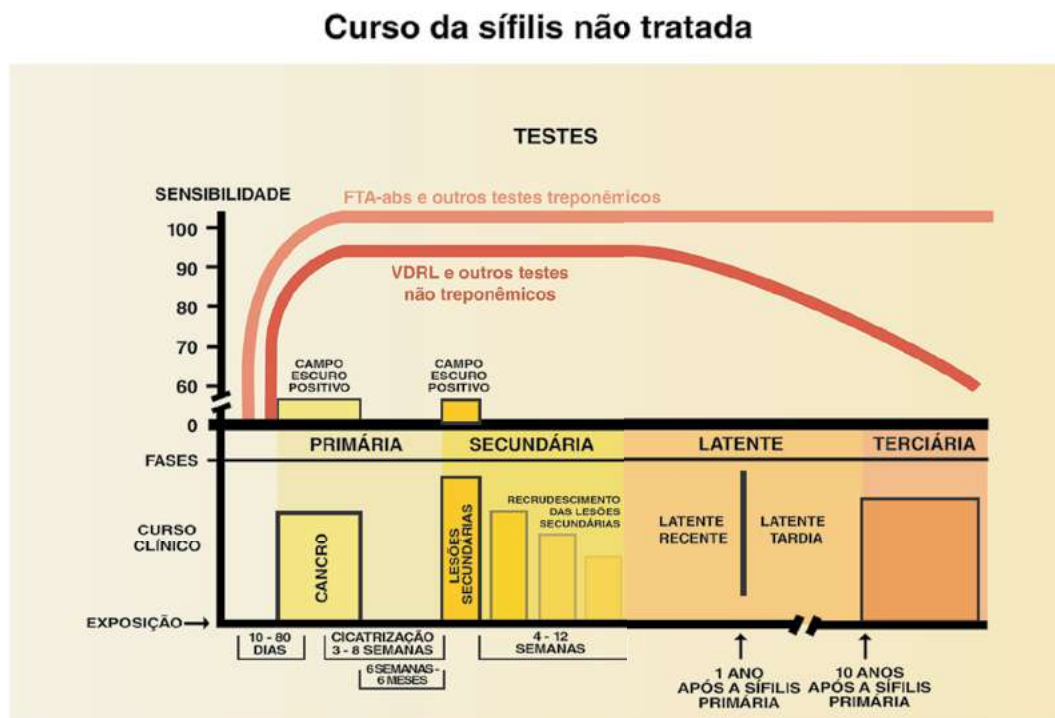 Curso da sífilis não tratada
TESTES
SENSIBILIDADE
FTA-abs e outros testes treponêmicos
100
90
80
70
60
0
VDRL e outros testes
não treponêmicos
CAMPO
ESCURO
POSITIVO
CAMPO
ESCURO
POSITIVO
FASES
PRIMÁRIA
SECUNDÁRIA
LATENTE
TERCIÁRIA
CURSO
CLÍNICO
CANCRO
LESÕES
SECUNDÁRIAS
RECRUDESCIMENTO
DAS LESÕES
SECUNDÁRIAS
LATENTE
RECENTE
LATENTE
TARDIA
EXPOSIÇÃO
10 - 80
DIAS
CICATRIZAÇÃO
3 - 8 SEMANAS
6 SEMANAS-
6 MESES
4 - 12
SEMANAS
1 ANO
APÓS A SÍFILIS
PRIMÁRIA
10 ANOS
APÓS A SÍFILIS
PRIMÁRIA